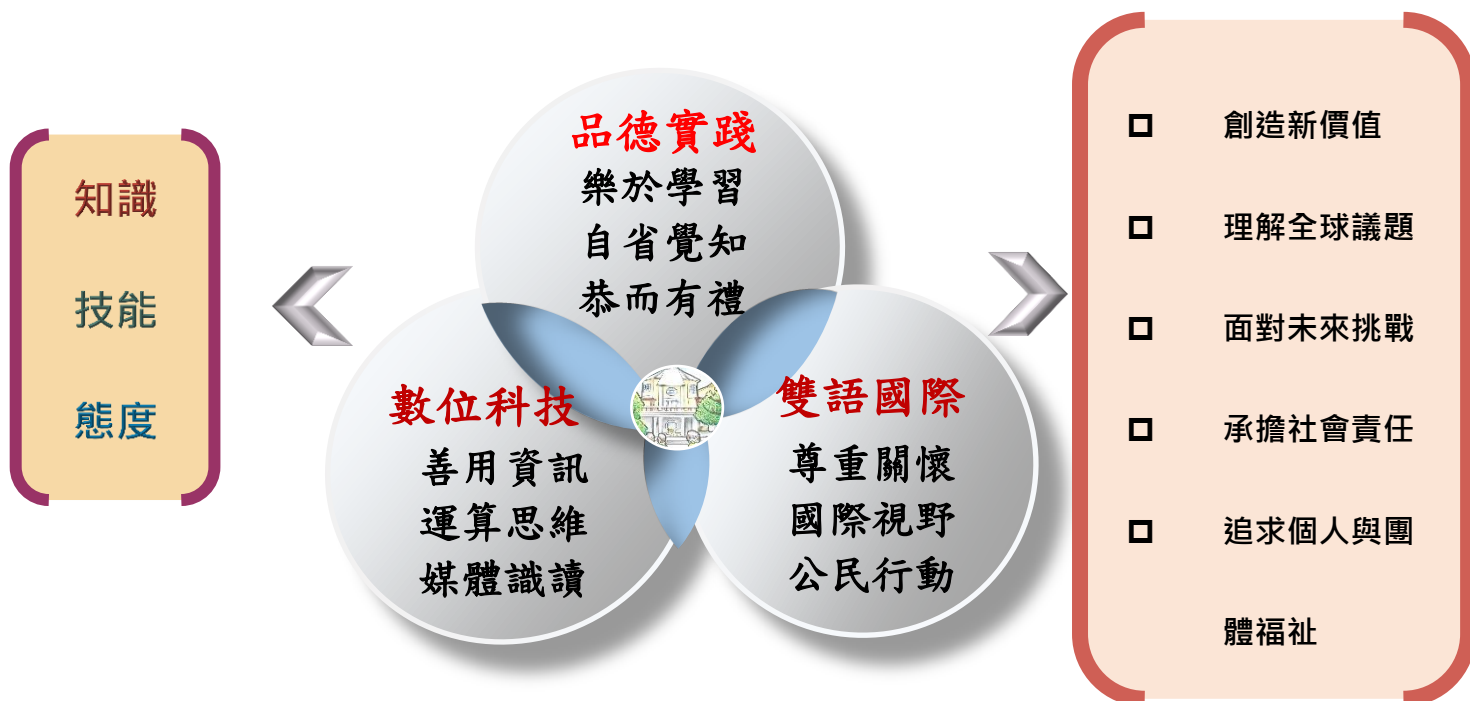 知識
技能
態度
品德實踐
樂於學習
自省覺知
恭而有禮
數位科技
善用資訊
運算思維
媒體識讀
雙語國際
尊重關懷
國際視野
公民行動
創造新價值
理解全球議題
面對未來挑戰
承擔社會責任
追求個人與團
體福祉